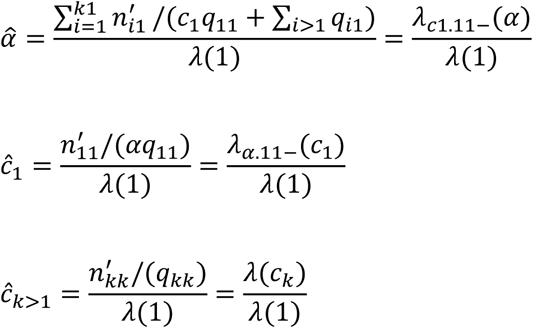 α̂ = (∑_{i=1}^{k1} n′_{i1} /(c_1 q_{11} + ∑_{i>1} q_{i1})) / λ(1) = λ_{c1.11−}(α) / λ(1)
ĉ_1 = (n′_{11}/(αq_{11})) / λ(1) = λ_{α.11−}(c_1) / λ(1)
ĉ_{k>1} = (n′_{kk}/(q_{kk})) / λ(1) = λ(c_k) / λ(1)